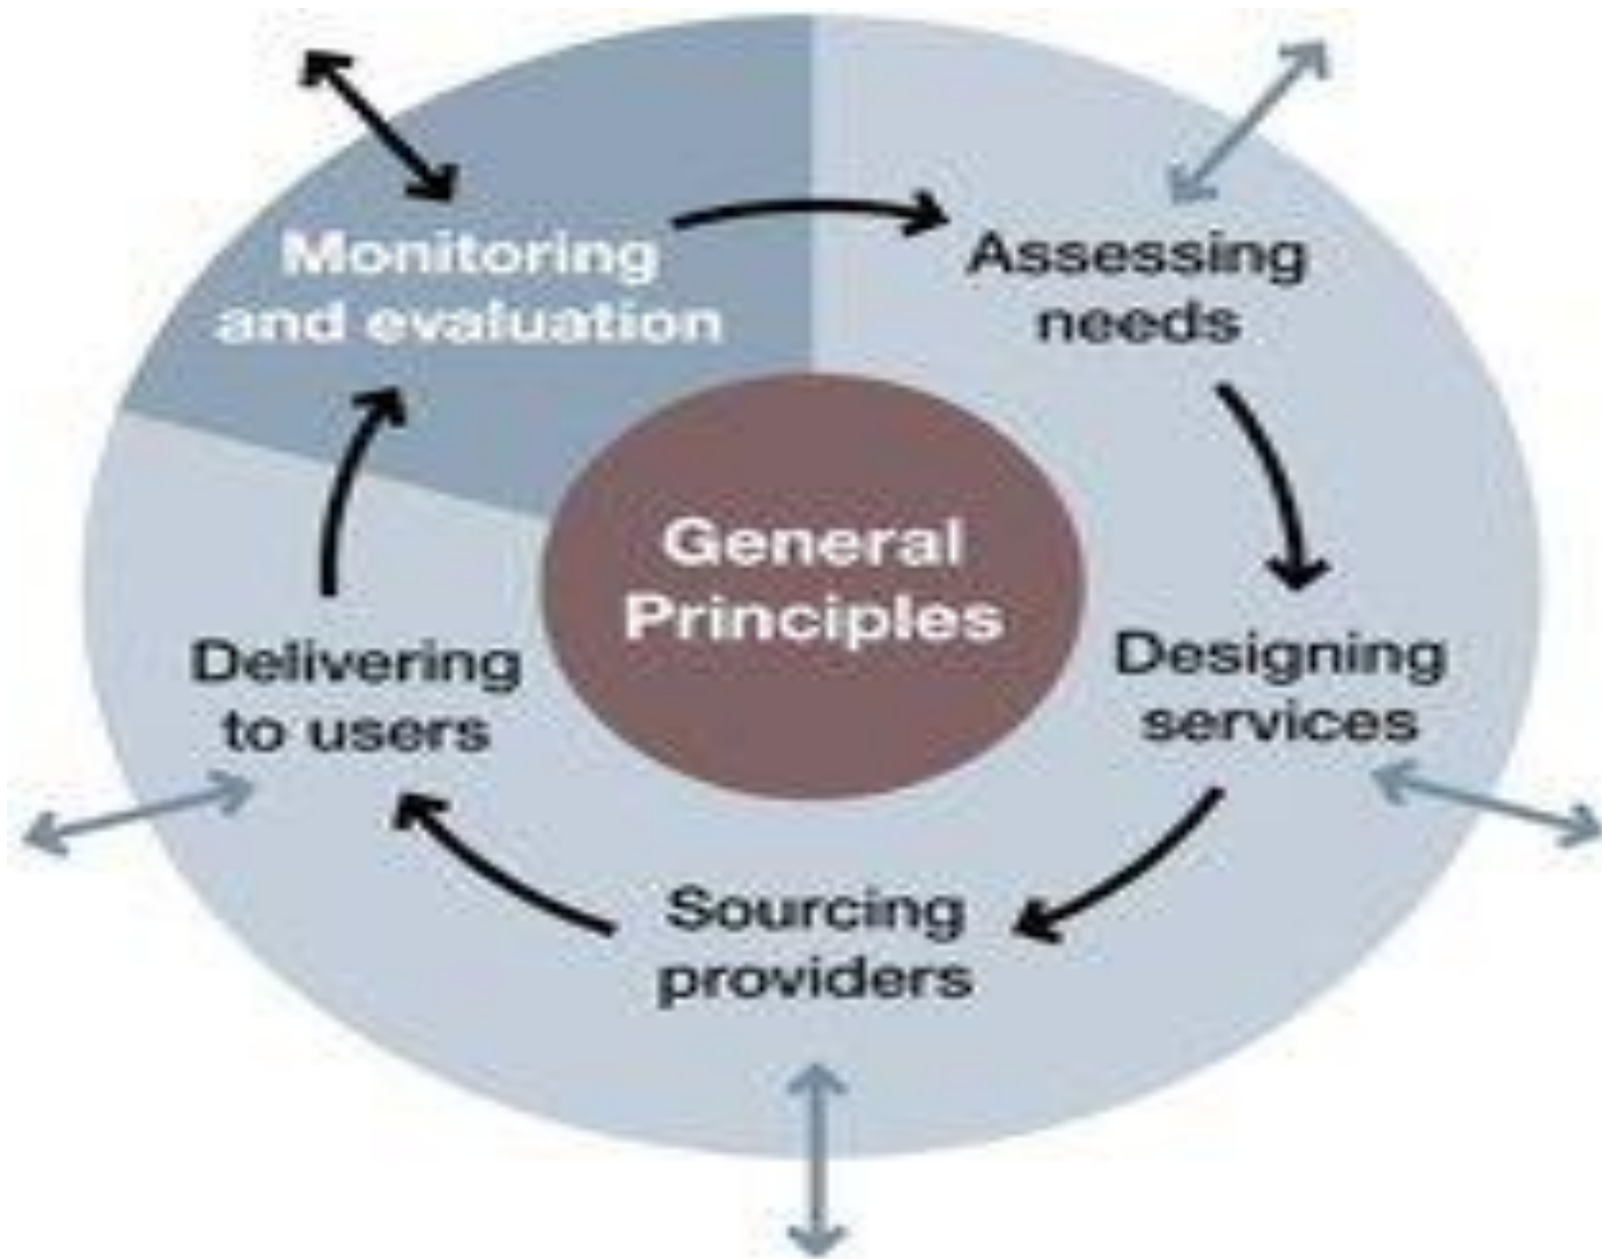 Monitoring
and evaluation
Assessing
needs
General
Principles
Delivering
to users
Designing
services
Sourcing
providers